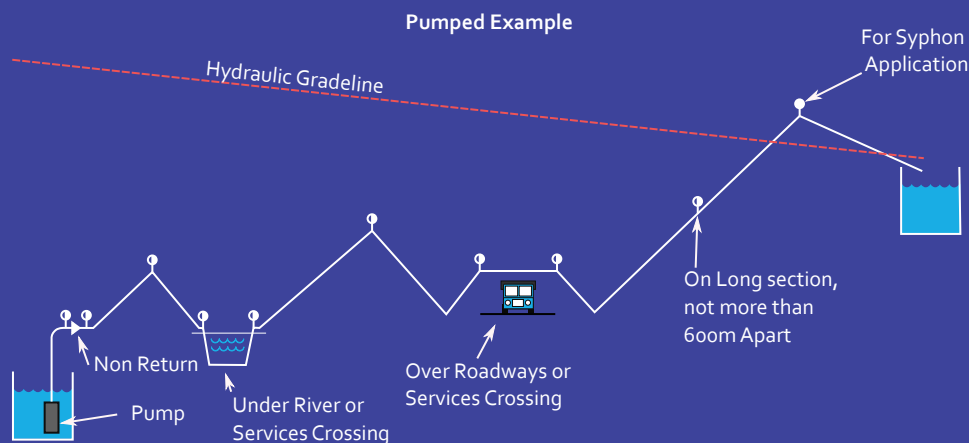 Pumped Example
For Syphon
Application
Hydraulic Gradeline
On Long section,
not more than
600m Apart
Non Return
Over Roadways or
Services Crossing
Pump
Under River or
Services Crossing